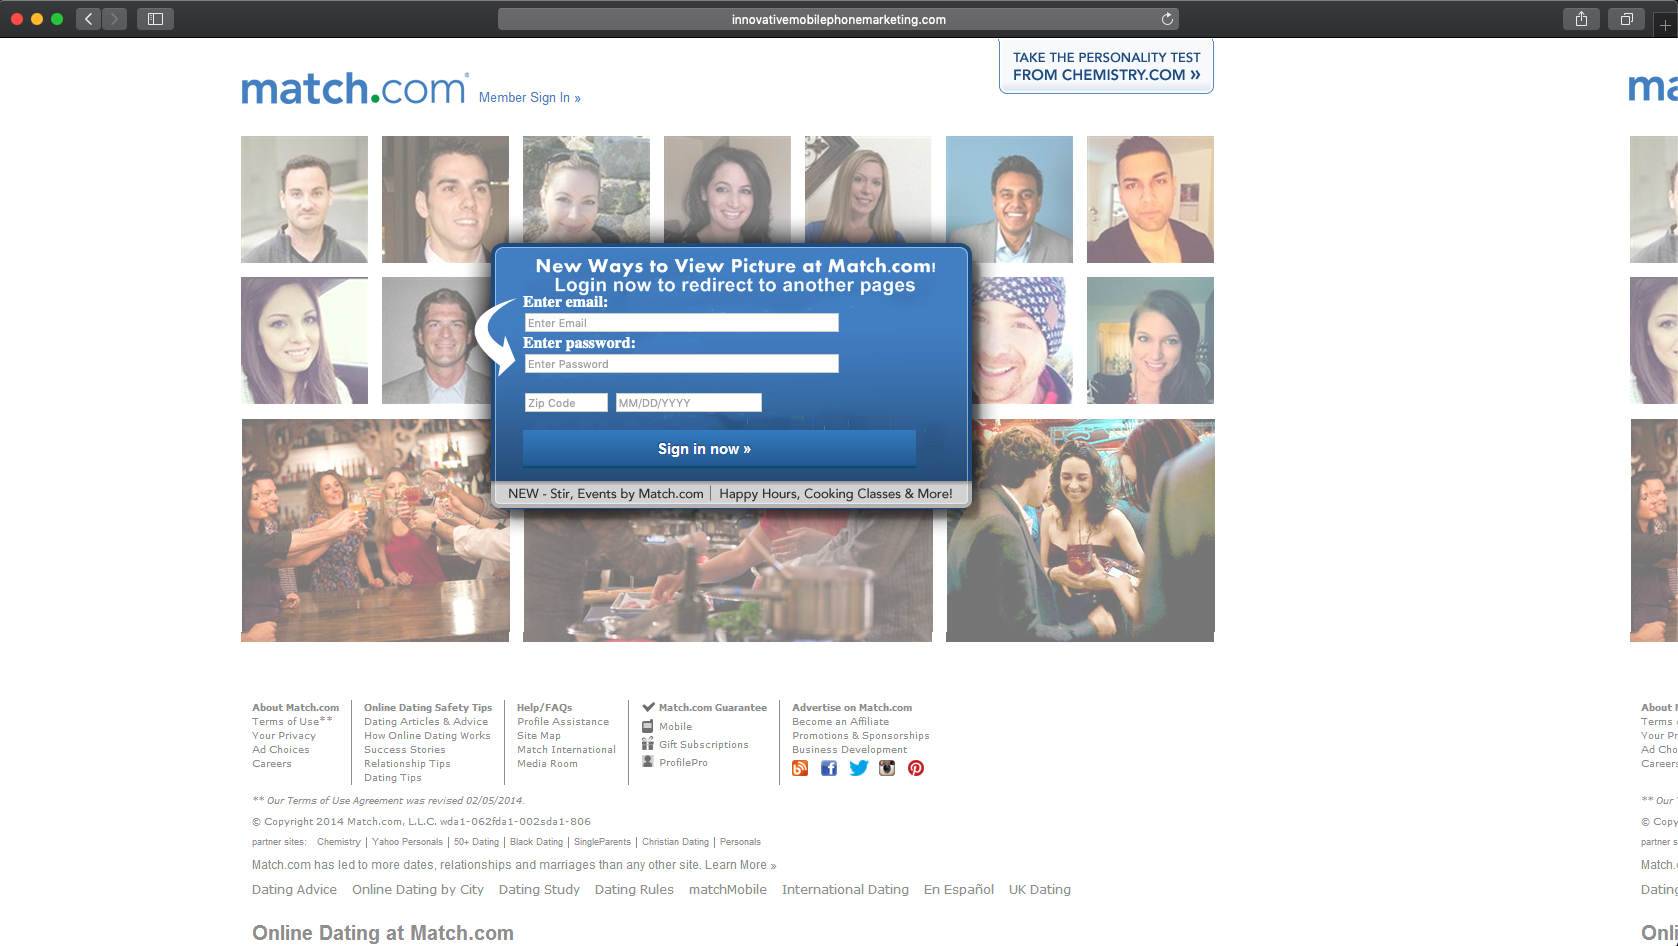 innovativemobilephonemarketing.com
TAKE THE PERSONALITY TEST
FROM CHEMISTRY.COM »
match.com® Member Sign In »
ma
New Ways to View Picture at Match.com!
Login now to redirect to another pages
Enter email:
Enter Email
Enter password:
Enter Password
Zip Code MM/DD/YYYY
Sign in now »
NEW - Stir, Events by Match.com | Happy Hours, Cooking Classes & More!
About Match.com
Terms of Use**
Your Privacy
Ad Choices
Careers
Online Dating Safety Tips
Dating Articles & Advice
How Online Dating Works
Success Stories
Relationship Tips
Dating Tips
Help/FAQs
Profile Assistance
Site Map
Match International
Media Room
Match.com Guarantee
Mobile
Gift Subscriptions
ProfilePro
Advertise on Match.com
Become an Affiliate
Promotions & Sponsorships
Business Development
** Our Terms of Use Agreement was revised 02/05/2014.
© Copyright 2014 Match.com, L.L.C. wda1-062fda1-002sda1-806
partner sites: Chemistry | Yahoo Personals | 50+ Dating | Black Dating | SingleParents | Christian Dating | Personals
Match.com has led to more dates, relationships and marriages than any other site. Learn More »
Dating Advice Online Dating by City Dating Study Dating Rules matchMobile International Dating En Español UK Dating
Online Dating at Match.com
About
Terms
Your Pr
Ad Cho
Careers
** Our
© Copy
partner s
Match.
Dating
Onli